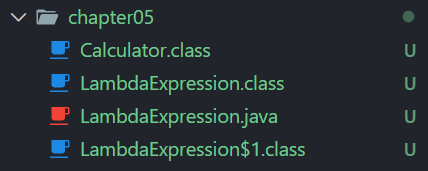 chapter05
Calculator.class U
LambdaExpression.class U
LambdaExpression.java U
LambdaExpression$1.class U